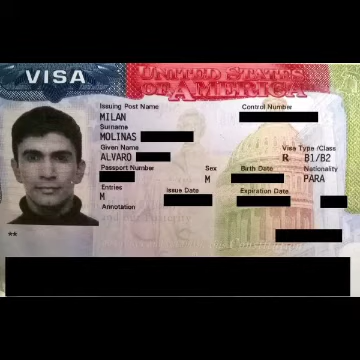 VISA
UNITED STATES OF AMERICA
Issuing Post Name
MILAN
Control Number
Surname
MOLINAS
Given Name
ALVARO
Visa Type /Class
R B1/B2
Passport Number
Sex
M
Birth Date
Nationality
PARA
Entries
M
Issue Date
Expiration Date
Annotation
**